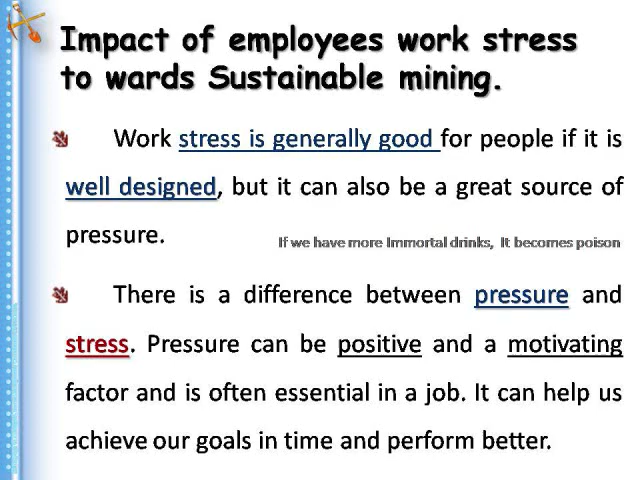 Impact of employees work stress
to wards Sustainable mining.
Work stress is generally good for people if it is
well designed, but it can also be a great source of
pressure.
If we have more Immortal drinks, It becomes poison
There is a difference between pressure and
stress. Pressure can be positive and a motivating
factor and is often essential in a job. It can help us
achieve our goals in time and perform better.